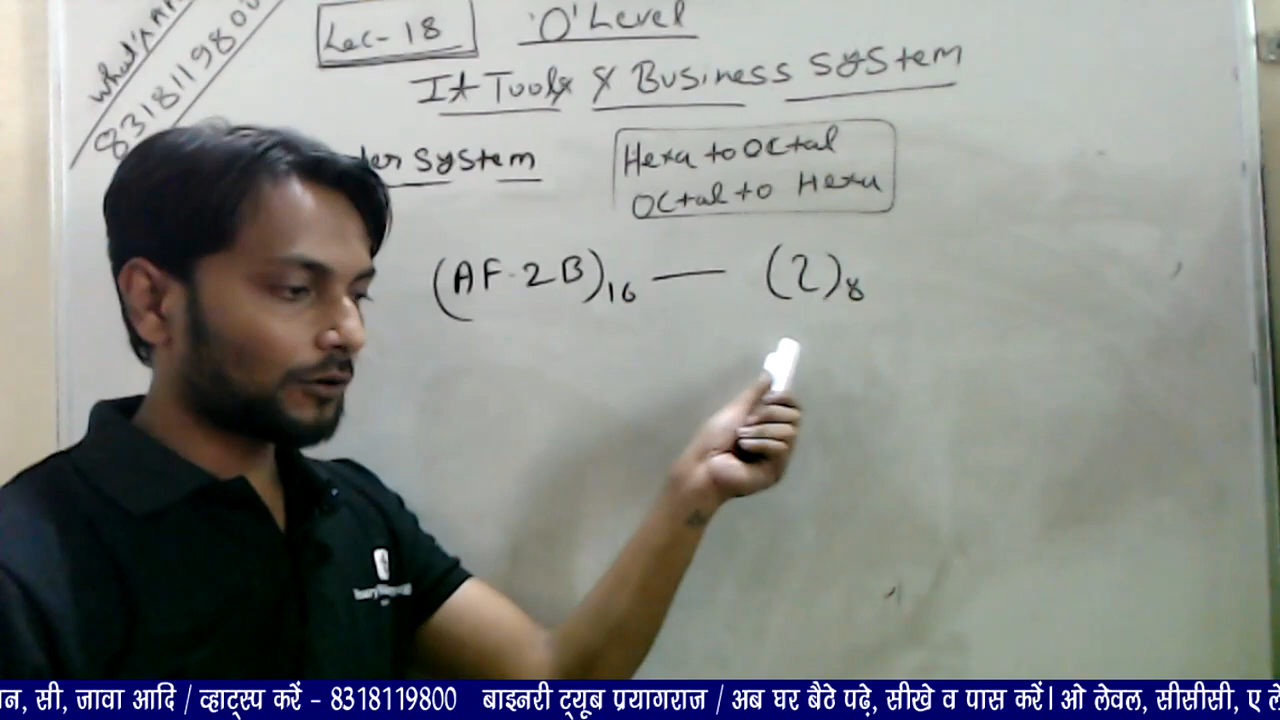 What'sApp
8318119800
Lec-18
'O' Level
It Tools & Business system
System
Hexa to Octal
Octal to Hexa
(AF.2B)16 — (?)8
सी, जावा आदि / व्हाट्स्प करें - 8318119800 बाइनरी ट्यूब प्रयागराज / अब घर बैठे पढ़े, सीखे व पास करें। ओ लेवल, सीसीसी, ए